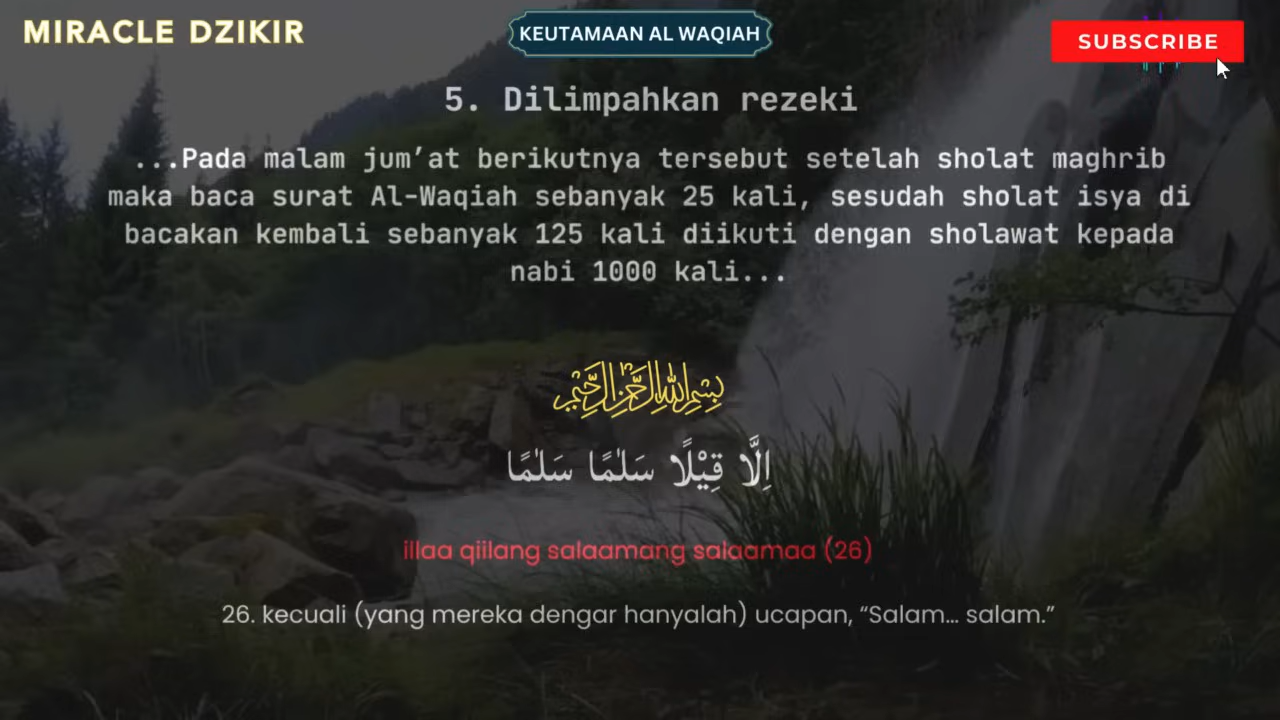 MIRACLE DZIKIR
KEUTAMAAN AL WAQIAH
SUBSCRIBE
5. Dilimpahkan rezeki
...Pada malam jum’at berikutnya tersebut setelah sholat maghrib
maka baca surat Al-Waqiah sebanyak 25 kali, sesudah sholat isya di
bacakan kembali sebanyak 125 kali diikuti dengan sholawat kepada
nabi 1000 kali...
بِسْمِ اللهِ الرَّحْمٰنِ الرَّحِيْمِ
اِلَّا قِيْلًا سَلٰمًا سَلٰمًا
illaa qiilang salaamang salaamaa (26)
26. kecuali (yang mereka dengar hanyalah) ucapan, “Salam… salam.”